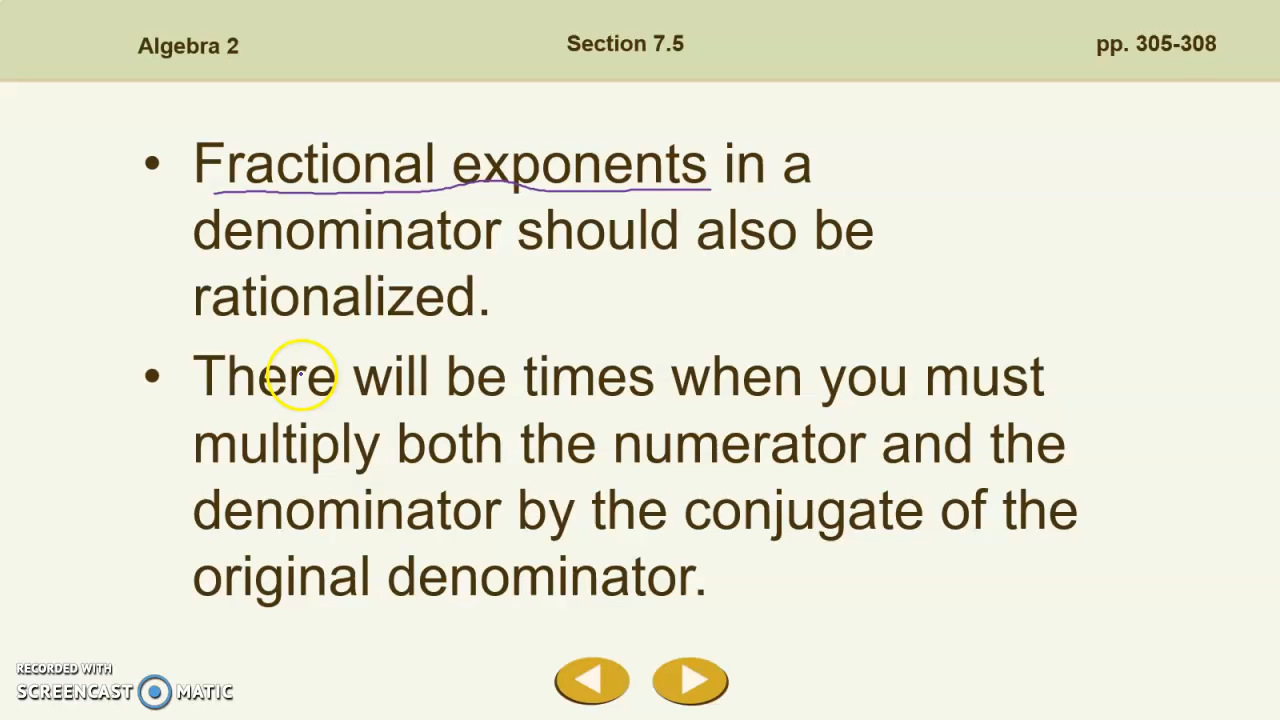 Algebra 2 Section 7.5 pp. 305-308
• Fractional exponents in a
denominator should also be
rationalized.
• There will be times when you must
multiply both the numerator and the
denominator by the conjugate of the
original denominator.
RECORDED WITH
SCREENCAST MATIC